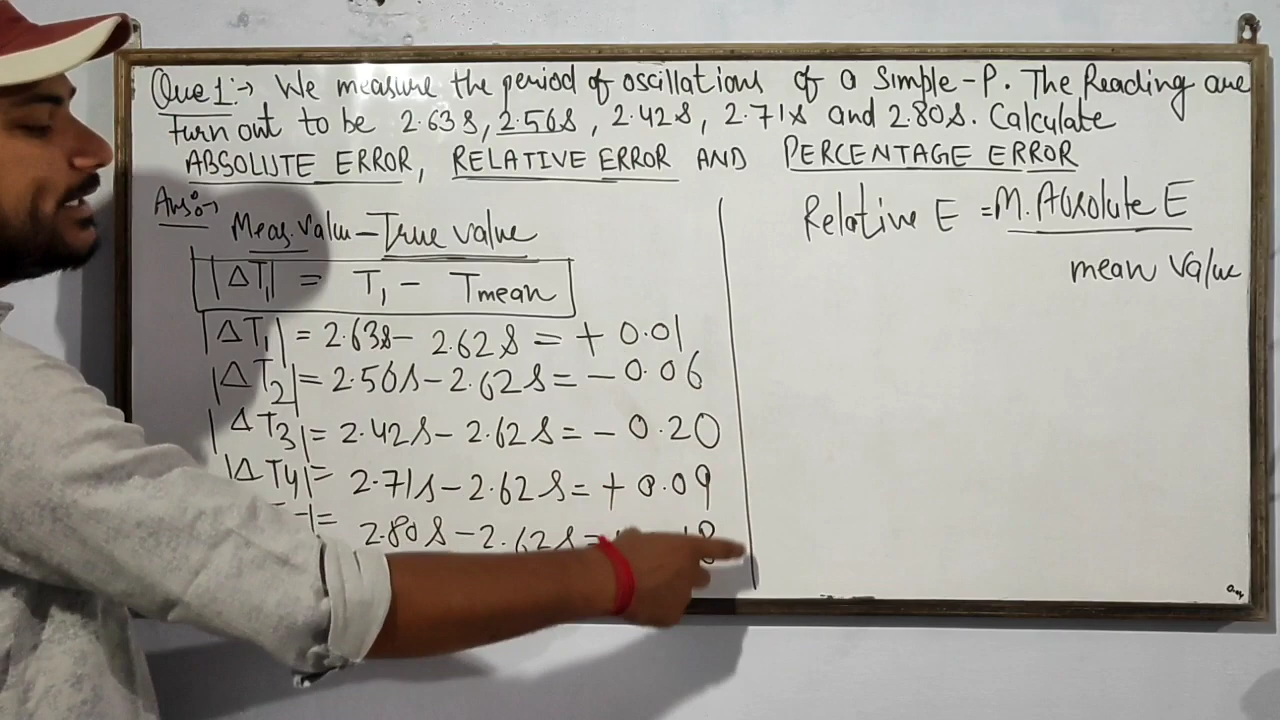 Que 1:→ We measure the period of oscillations of a Simple-P. The Reading are
turn out to be 2.63s, 2.56s, 2.42s, 2.71s and 2.80s. Calculate
ABSOLUTE ERROR, RELATIVE ERROR AND PERCENTAGE ERROR
Ans:→
Meas. Value – True value
|ΔT₁| = T₁ – Tmean
|ΔT₁| = 2.63s – 2.62s = + 0.01
|ΔT₂| = 2.56s – 2.62s = – 0.06
|ΔT₃| = 2.42s – 2.62s = – 0.20
|ΔT4| = 2.71s – 2.62s = + 0.09
= 2.80s – 2.62s =
Relative E = M. Absolute E
mean value